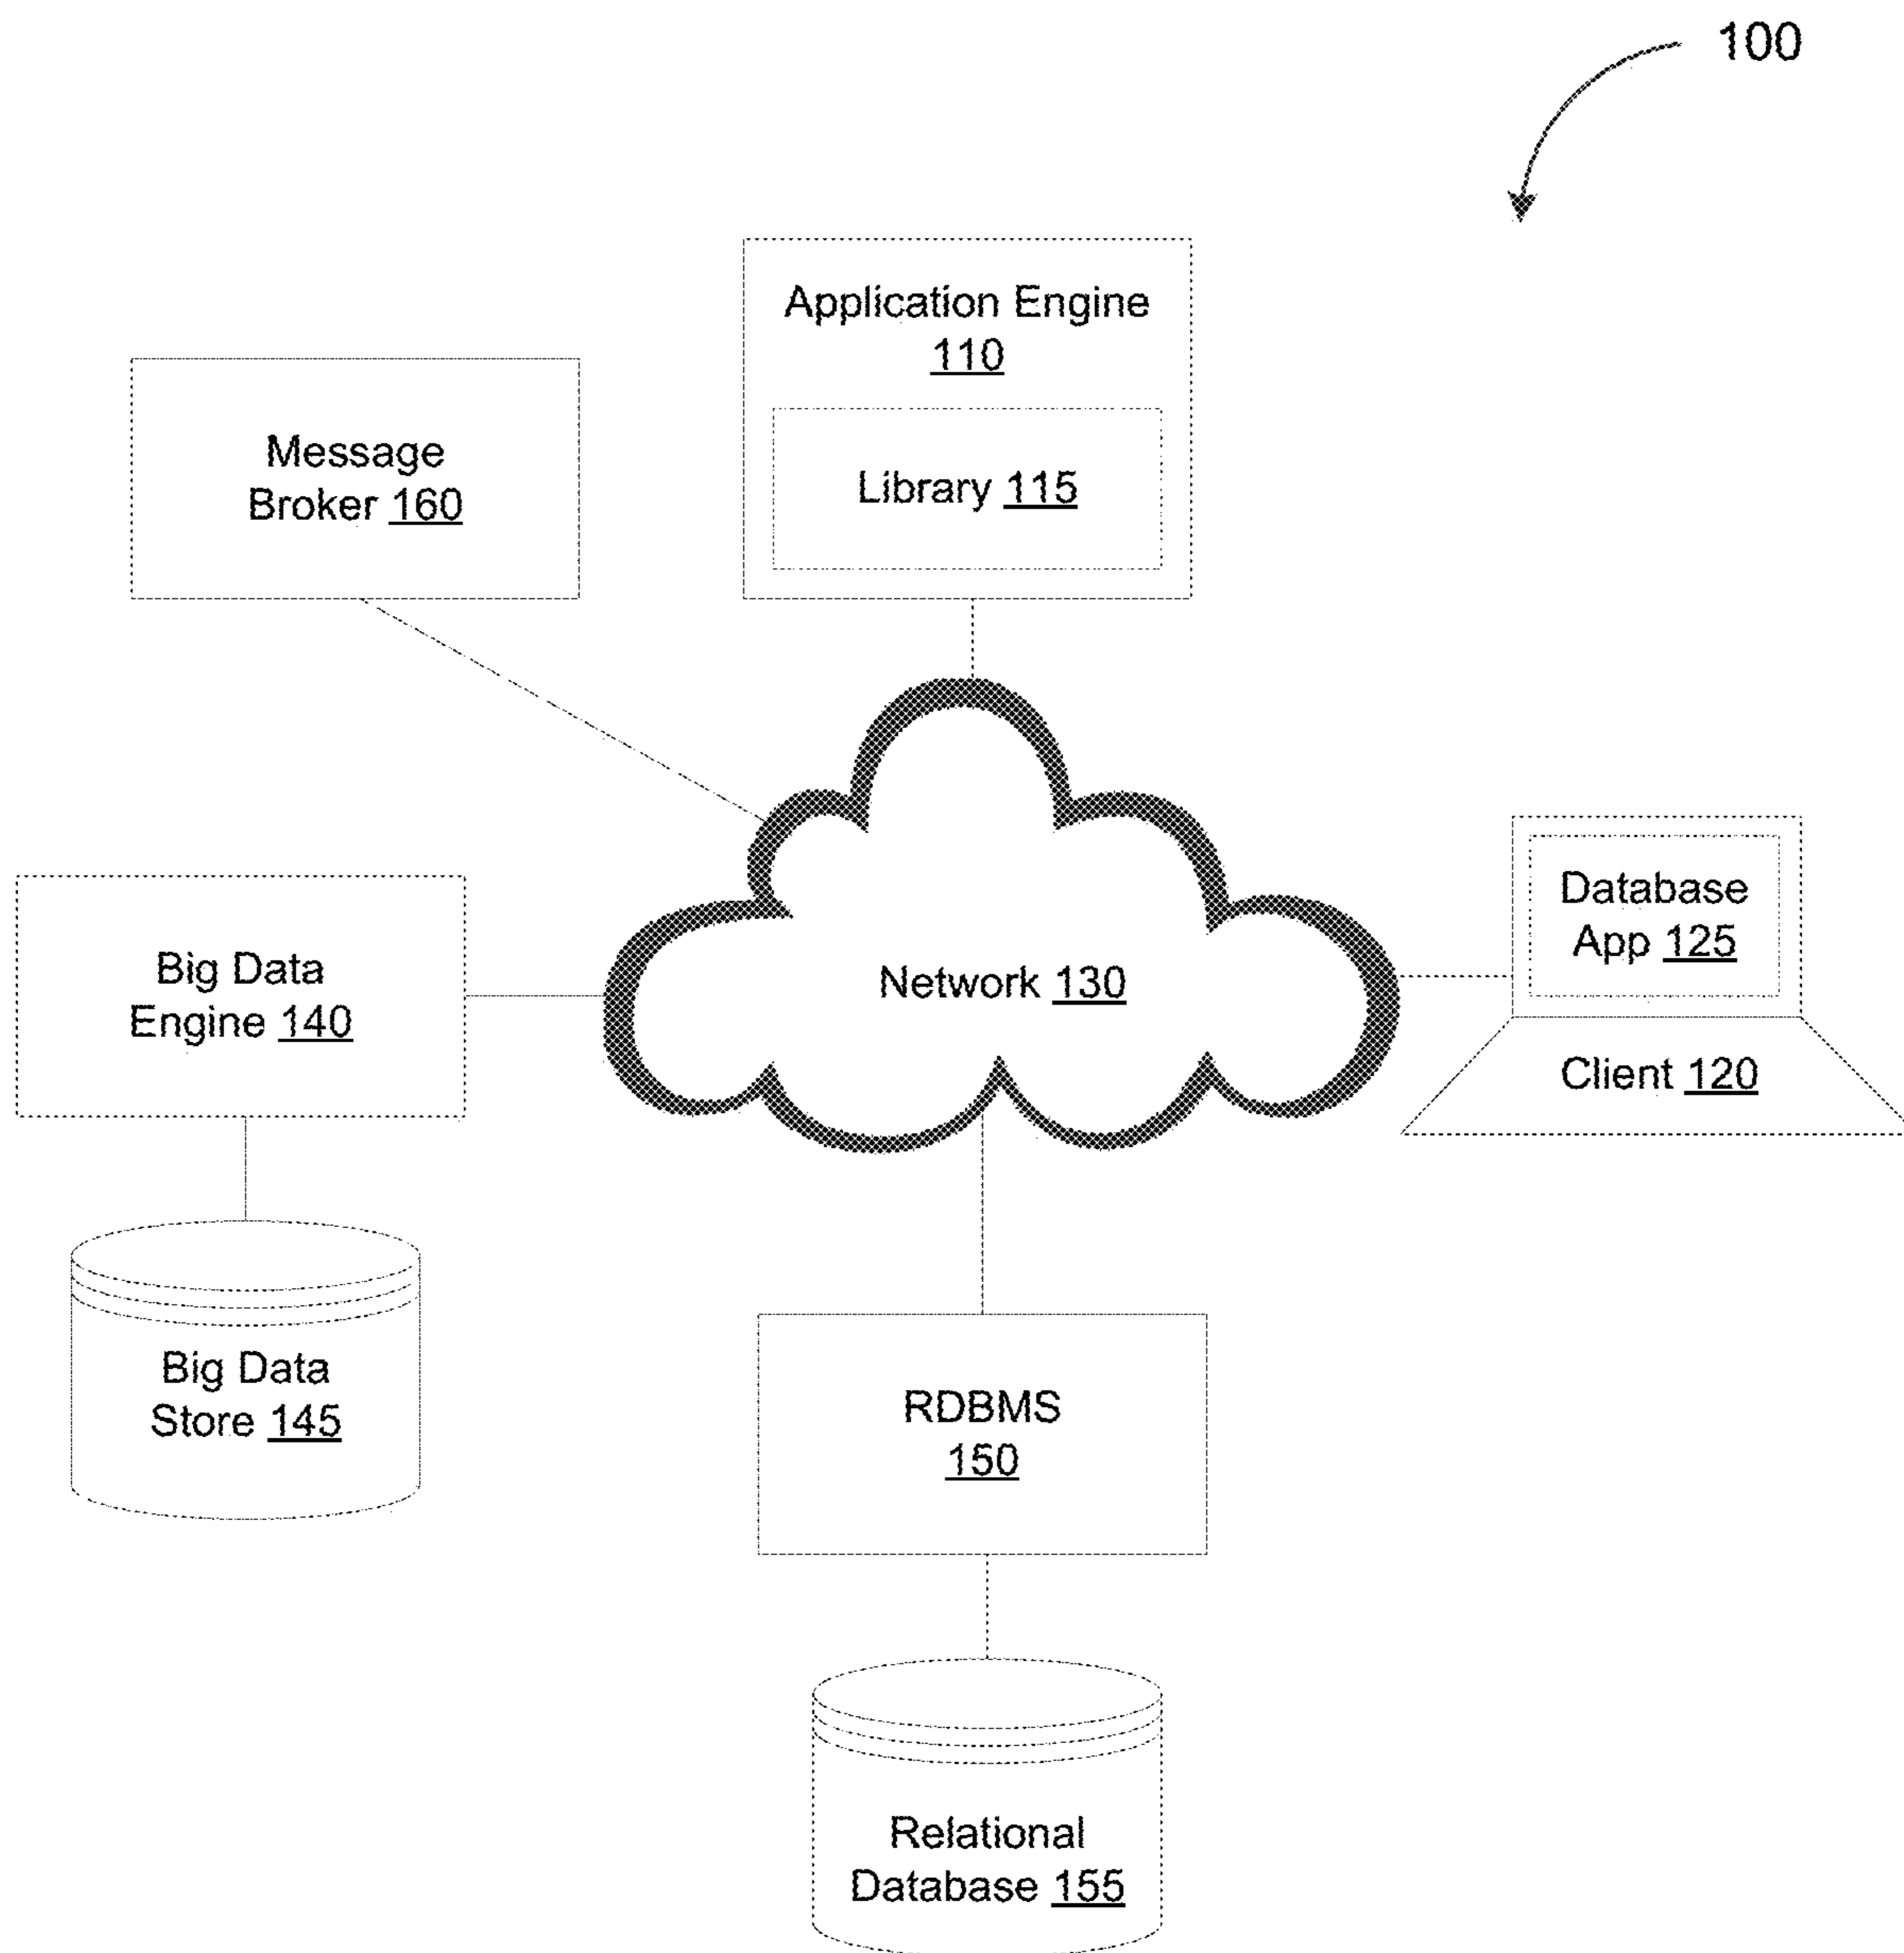 100
Application Engine
110
Library 115
Message
Broker 160
Network 130
Database
App 125
Client 120
Big Data
Engine 140
Big Data
Store 145
RDBMS
150
Relational
Database 155